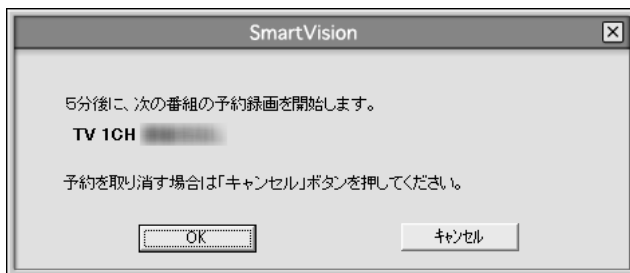 SmartVision
5分後に、次の番組の予約録画を開始します。
TV 1CH
予約を取り消す場合は「キャンセル」ボタンを押してください。
OK
キャンセル